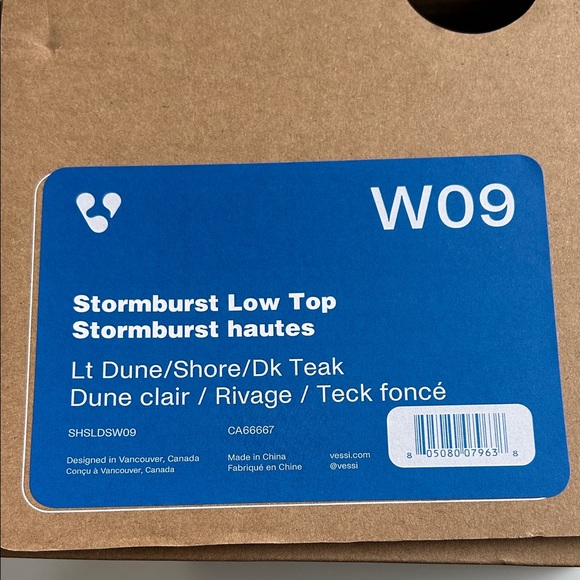 W09
Stormburst Low Top
Stormburst hautes
Lt Dune/Shore/Dk Teak
Dune clair / Rivage / Teck foncé
SHSLDSW09 CA66667
Designed in Vancouver, Canada Made in China vessi.com
Conçu à Vancouver, Canada Fabriqué en Chine @vessi
8 05080 07963 8